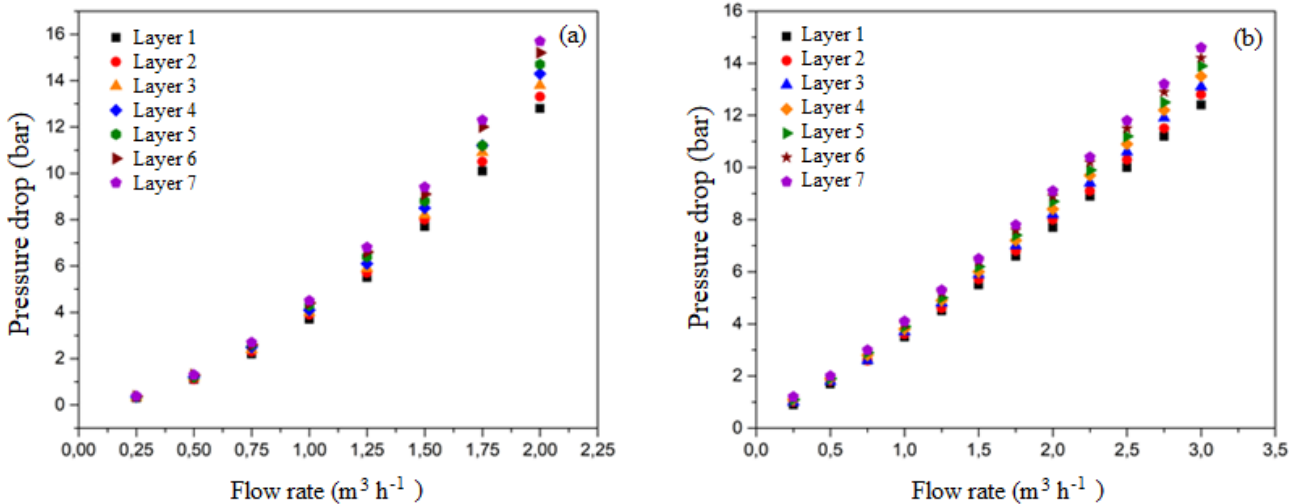 (a)
Layer 1
Layer 2
Layer 3
Layer 4
Layer 5
Layer 6
Layer 7
Pressure drop (bar)
16
14
12
10
8
6
4
2
0
0,00 0,25 0,50 0,75 1,00 1,25 1,50 1,75 2,00 2,25
Flow rate (m³ h⁻¹ )
(b)
Layer 1
Layer 2
Layer 3
Layer 4
Layer 5
Layer 6
Layer 7
Pressure drop (bar)
16
14
12
10
8
6
4
2
0
0,0 0,5 1,0 1,5 2,0 2,5 3,0 3,5
Flow rate (m³ h⁻¹ )